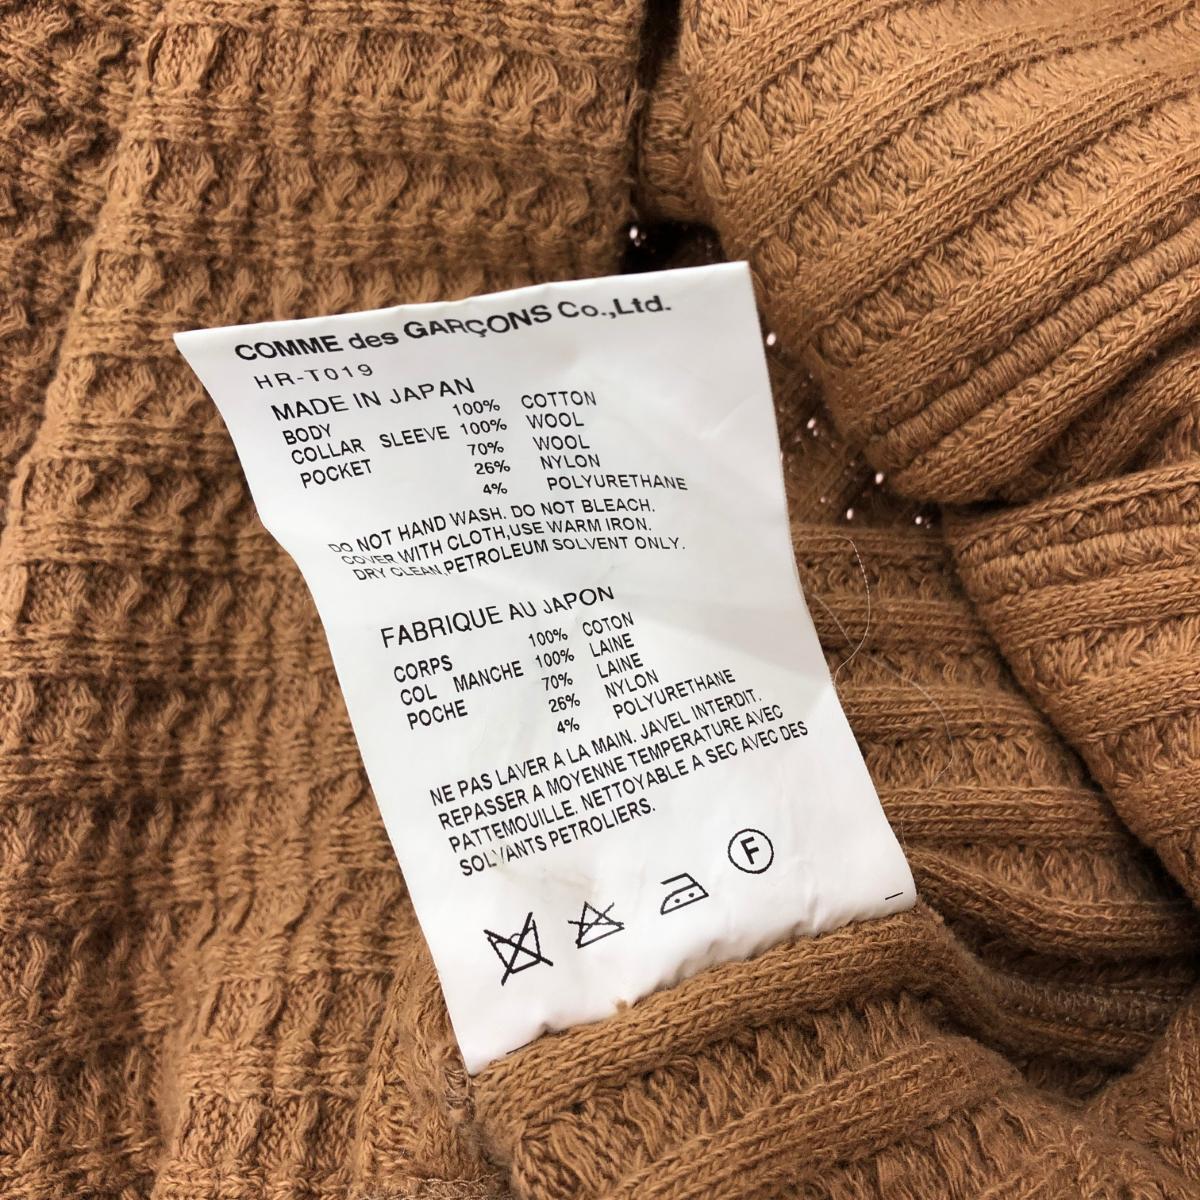 COMME des GARÇONS Co.,Ltd.
HR-T019
MADE IN JAPAN
BODY 100% COTTON
COLLAR SLEEVE 100% WOOL
POCKET 70% WOOL
26% NYLON
4% POLYURETHANE
DO NOT HAND WASH. DO NOT BLEACH.
COVER WITH CLOTH,USE WARM IRON.
DRY CLEAN,PETROLEUM SOLVENT ONLY.
FABRIQUE AU JAPON
CORPS 100% COTON
COL MANCHE 100% LAINE
POCHE 70% LAINE
26% NYLON
4% POLYURETHANE
NE PAS LAVER A LA MAIN. JAVEL INTERDIT.
REPASSER A MOYENNE TEMPERATURE AVEC
PATTEMOUILLE. NETTOYABLE A SEC AVEC DES
SOLVANTS PETROLIERS.
F